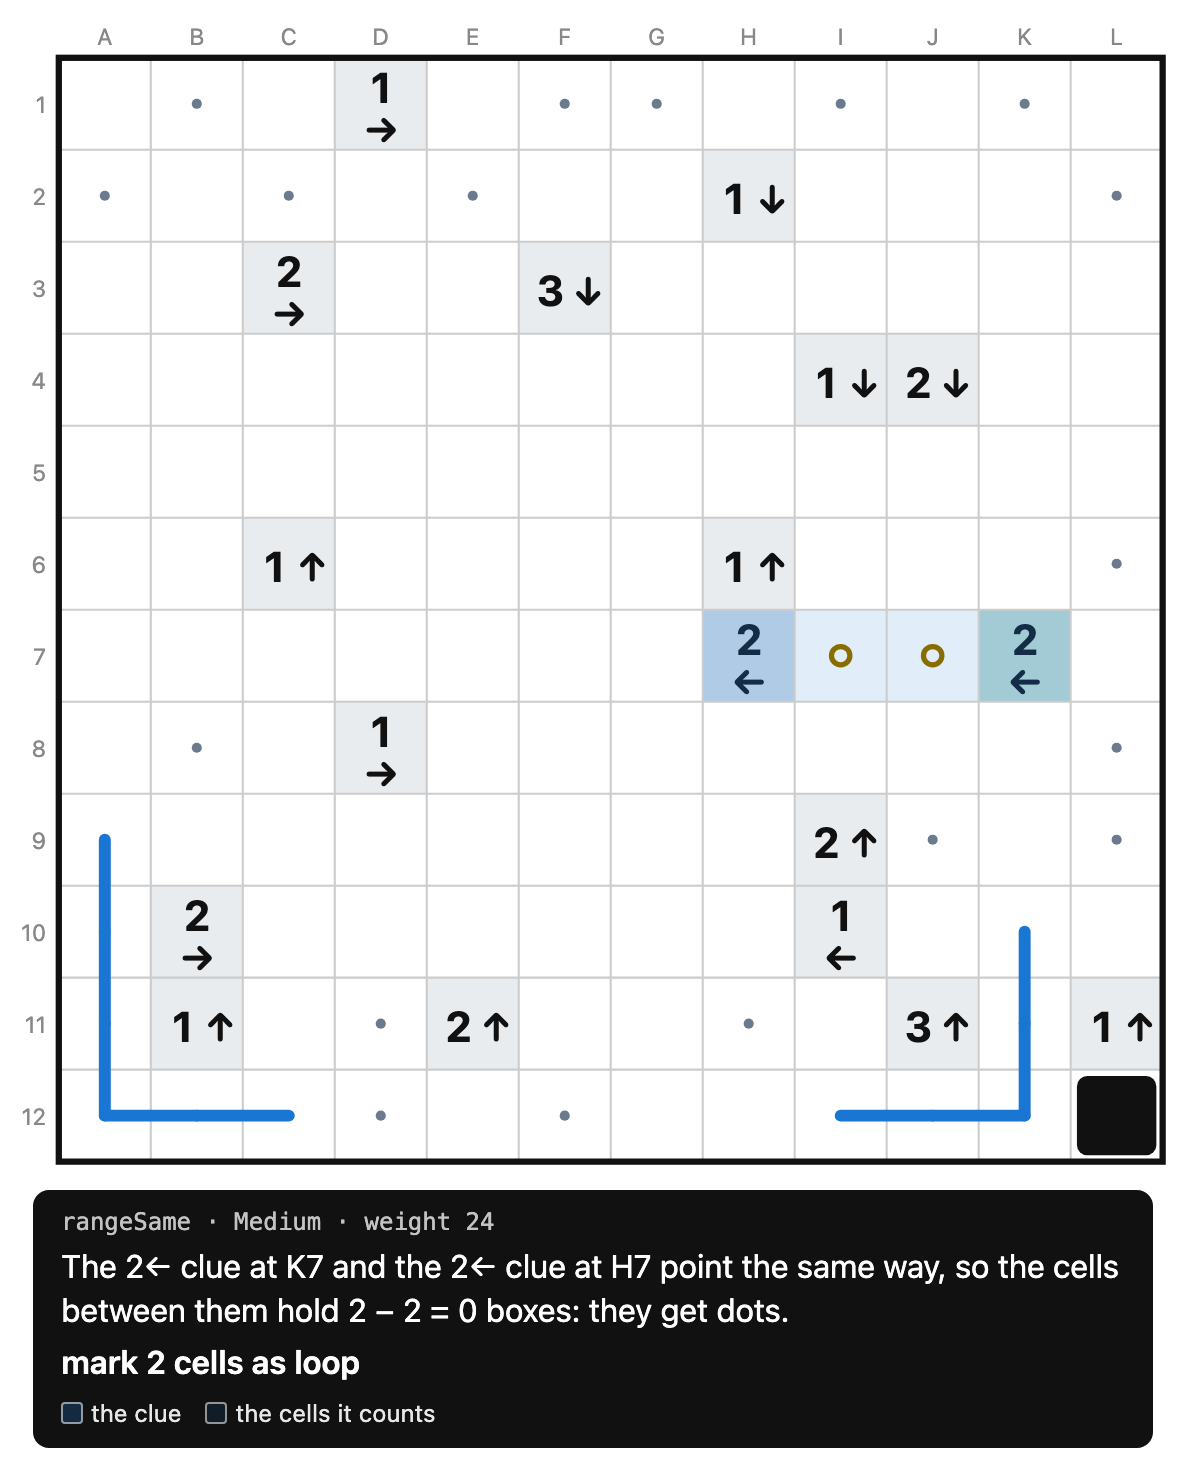 A B C D E F G H I J K L
1 1 →
2 1 ↓
3 2 → 3 ↓
4 1 ↓ 2 ↓
5
6 1 ↑ 1 ↑
7 2 ← 2 ←
8 1 →
9 2 ↑
10 2 → 1 ←
11 1 ↑ 2 ↑ 3 ↑ 1 ↑
12
rangeSame · Medium · weight 24
The 2← clue at K7 and the 2← clue at H7 point the same way, so the cells
between them hold 2 – 2 = 0 boxes: they get dots.
mark 2 cells as loop
the clue the cells it counts